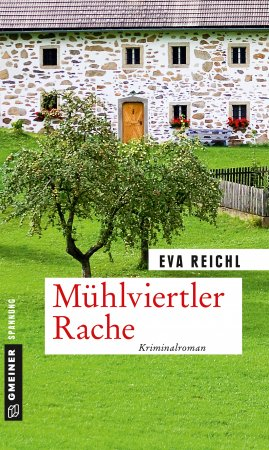 EVA REICHL
Mühlviertler
Rache
Kriminalroman
GMEINER SPANNUNG